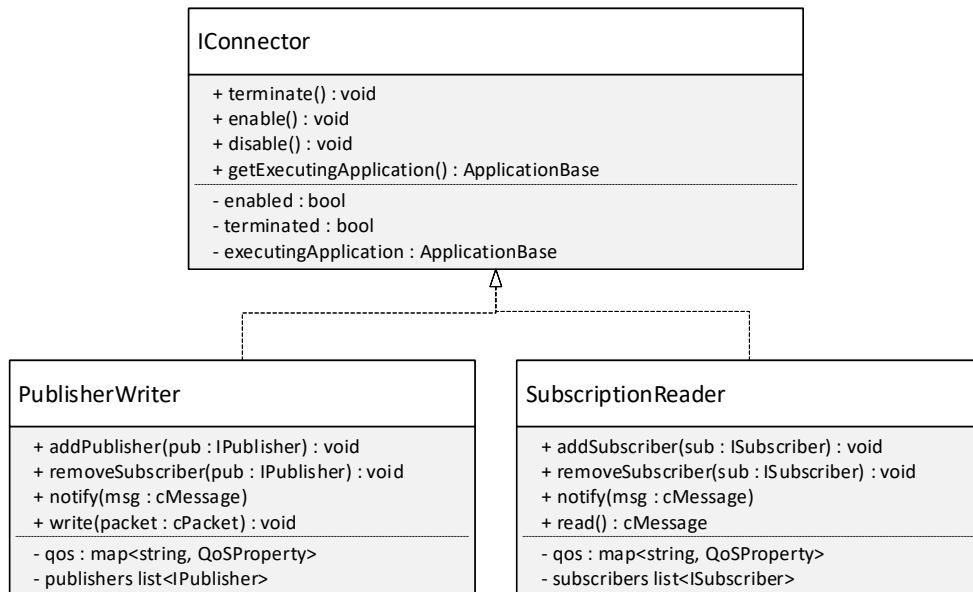 IConnector
+ terminate() : void
+ enable() : void
+ disable() : void
+ getExecutingApplication() : ApplicationBase
- enabled : bool
- terminated : bool
- executingApplication : ApplicationBase
PublisherWriter
+ addPublisher(pub : IPublisher) : void
+ removeSubscriber(pub : IPublisher) : void
+ notify(msg : cMessage)
+ write(packet : cPacket) : void
- qos : map<string, QoSProperty>
- publishers list<IPublisher>
SubscriptionReader
+ addSubscriber(sub : ISubscriber) : void
+ removeSubscriber(sub : ISubscriber) : void
+ notify(msg : cMessage)
+ read() : cMessage
- qos : map<string, QoSProperty>
- subscribers list<ISubscriber>